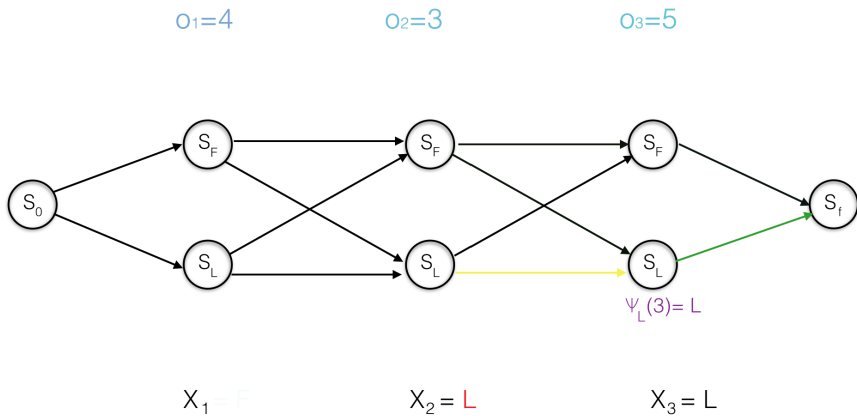 o₁=4 o₂=3 o₃=5
S_F S_F S_F
S₀ S_f
S_L S_L S_L
Ψ_L(3)= L
X₁ = F X₂ = L X₃ = L